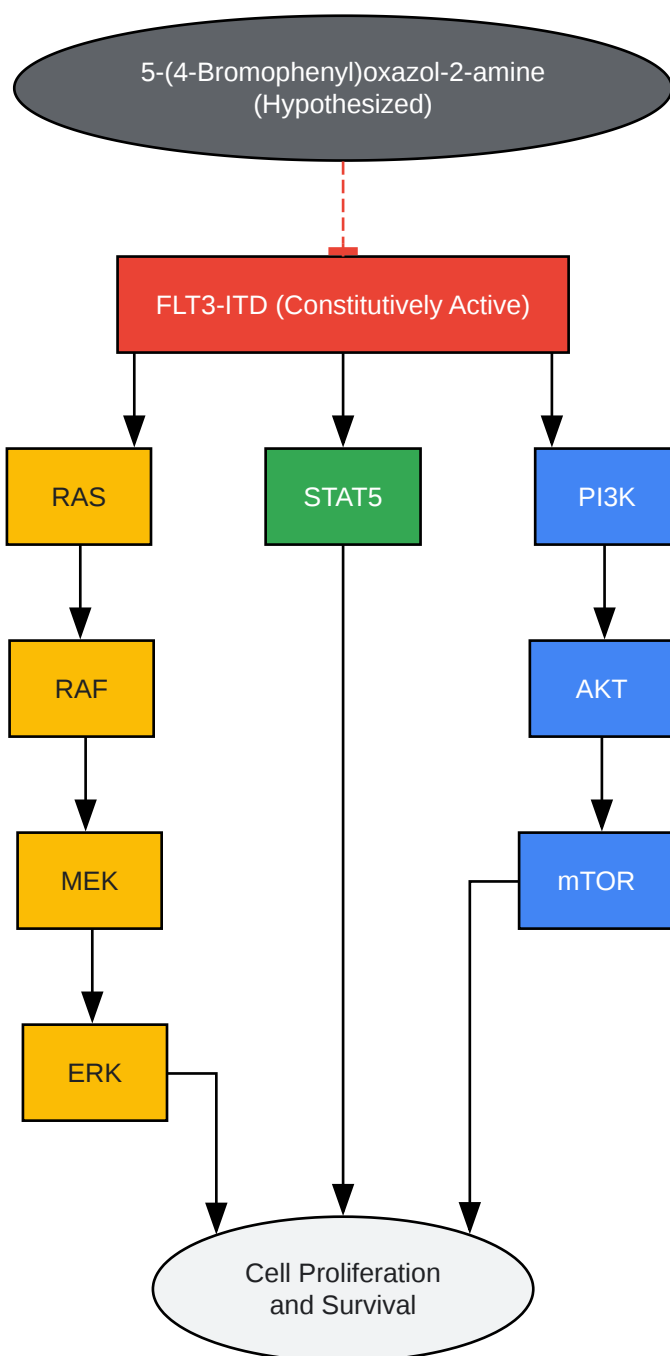 5-(4-Bromophenyl)oxazol-2-amine
(Hypothesized)
FLT3-ITD (Constitutively Active)
RAS
STAT5
PI3K
RAF
AKT
MEK
mTOR
ERK
Cell Proliferation
and Survival